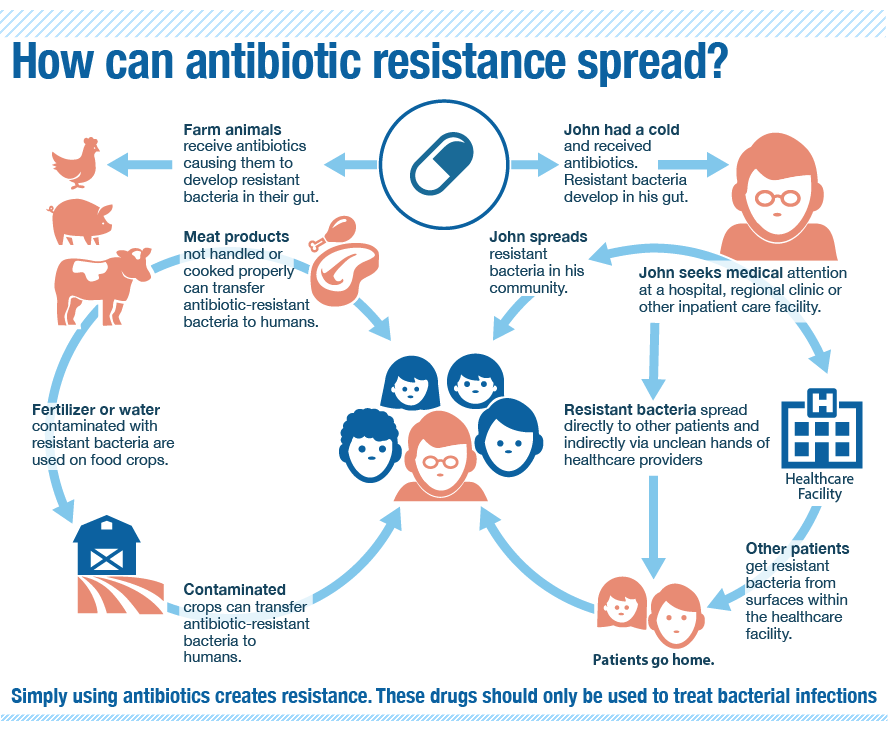 How can antibiotic resistance spread?
Farm animals
receive antibiotics
causing them to
develop resistant
bacteria in their gut.
John had a cold
and received
antibiotics.
Resistant bacteria
develop in his gut.
Meat products
not handled or
cooked properly
can transfer
antibiotic-resistant
bacteria to humans.
John spreads
resistant
bacteria in his
community.
John seeks medical attention
at a hospital, regional clinic or
other inpatient care facility.
Fertilizer or water
contaminated with
resistant bacteria are
used on food crops.
Resistant bacteria spread
directly to other patients and
indirectly via unclean hands of
healthcare providers
H
Healthcare
Facility
Other patients
get resistant
bacteria from
surfaces within
the healthcare
facility.
Contaminated
crops can transfer
antibiotic-resistant
bacteria to
humans.
Patients go home.
Simply using antibiotics creates resistance. These drugs should only be used to treat bacterial infections